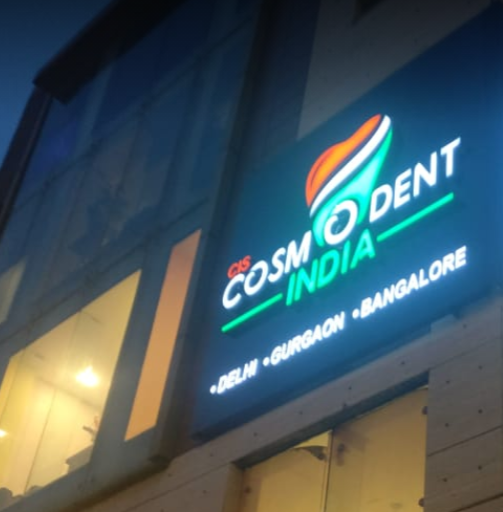 CIS
COSMODENT
INDIA
•DELHI •GURGAON •BANGALORE